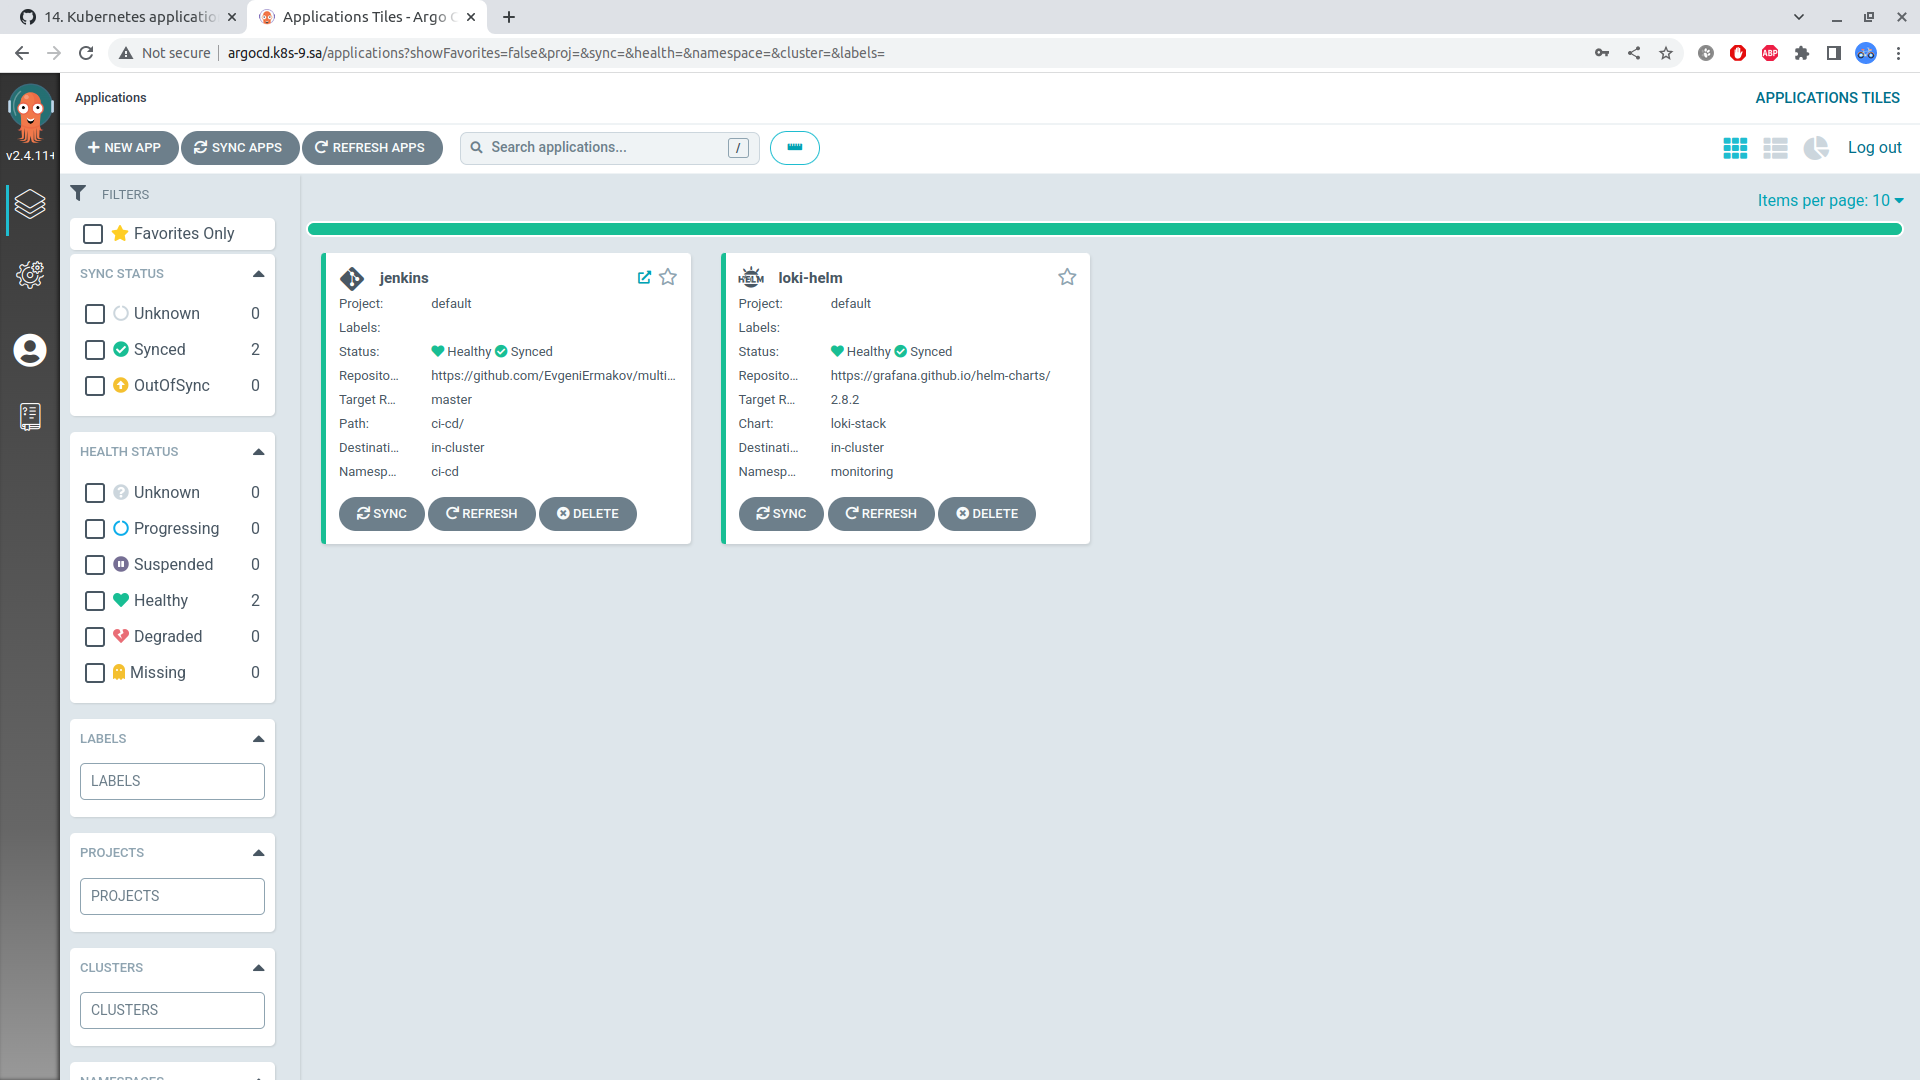 14. Kubernetes applicatio
Applications Tiles - Argo C
Not secure
argocd.k8s-9.sa/applications?showFavorites=false&proj=&sync=&health=&namespace=&cluster=&labels=
ABP
v2.4.11+
Applications
APPLICATIONS TILES
NEW APP
SYNC APPS
REFRESH APPS
Search applications...
/
Log out
FILTERS
Items per page: 10
Favorites Only
SYNC STATUS
Unknown 0
Synced 2
OutOfSync 0
HEALTH STATUS
Unknown 0
Progressing 0
Suspended 0
Healthy 2
Degraded 0
Missing 0
LABELS
LABELS
PROJECTS
PROJECTS
CLUSTERS
CLUSTERS
NAMESPACES
jenkins
Project: default
Labels:
Status: Healthy Synced
Reposito... https://github.com/EvgeniErmakov/multi...
Target R... master
Path: ci-cd/
Destinati... in-cluster
Namesp... ci-cd
SYNC
REFRESH
DELETE
HELM
loki-helm
Project: default
Labels:
Status: Healthy Synced
Reposito... https://grafana.github.io/helm-charts/
Target R... 2.8.2
Chart: loki-stack
Destinati... in-cluster
Namesp... monitoring
SYNC
REFRESH
DELETE